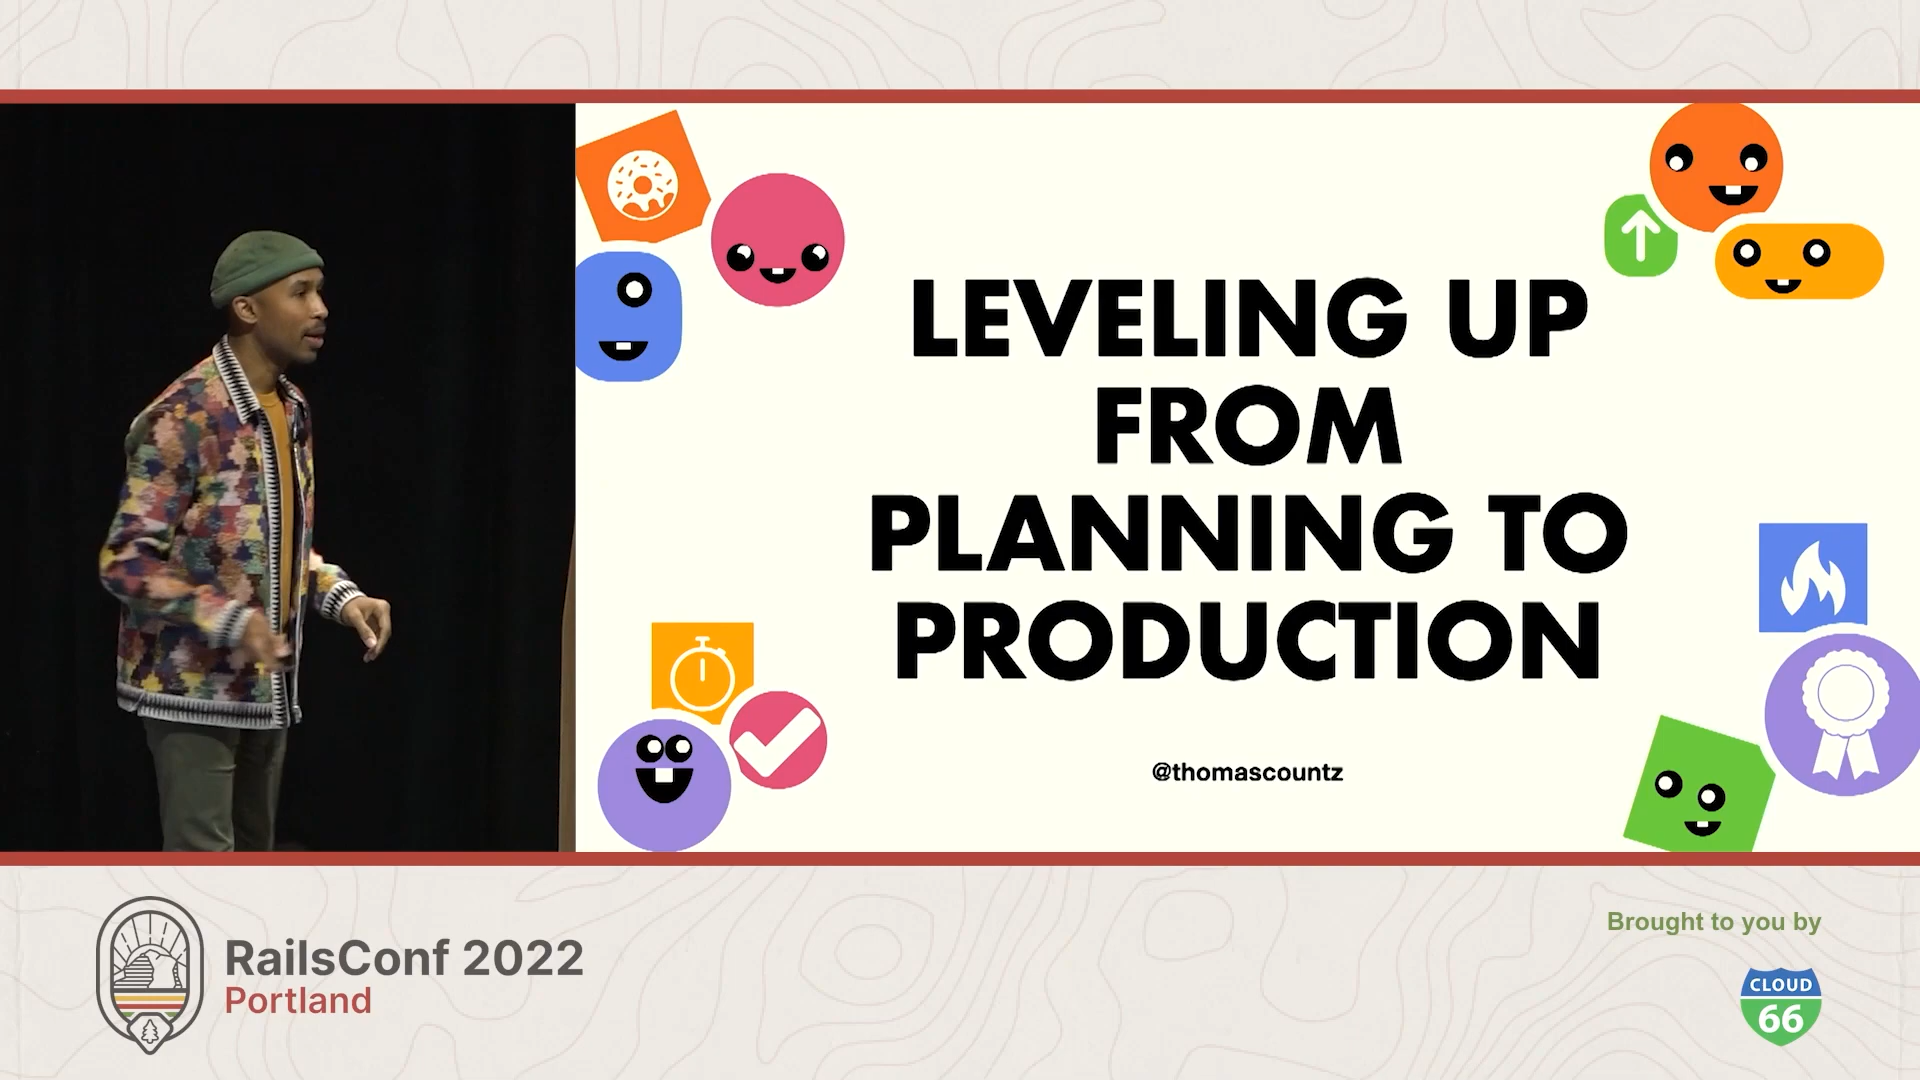 LEVELING UP
FROM
PLANNING TO
PRODUCTION
@thomascountz
RailsConf 2022
Portland
Brought to you by
CLOUD
66